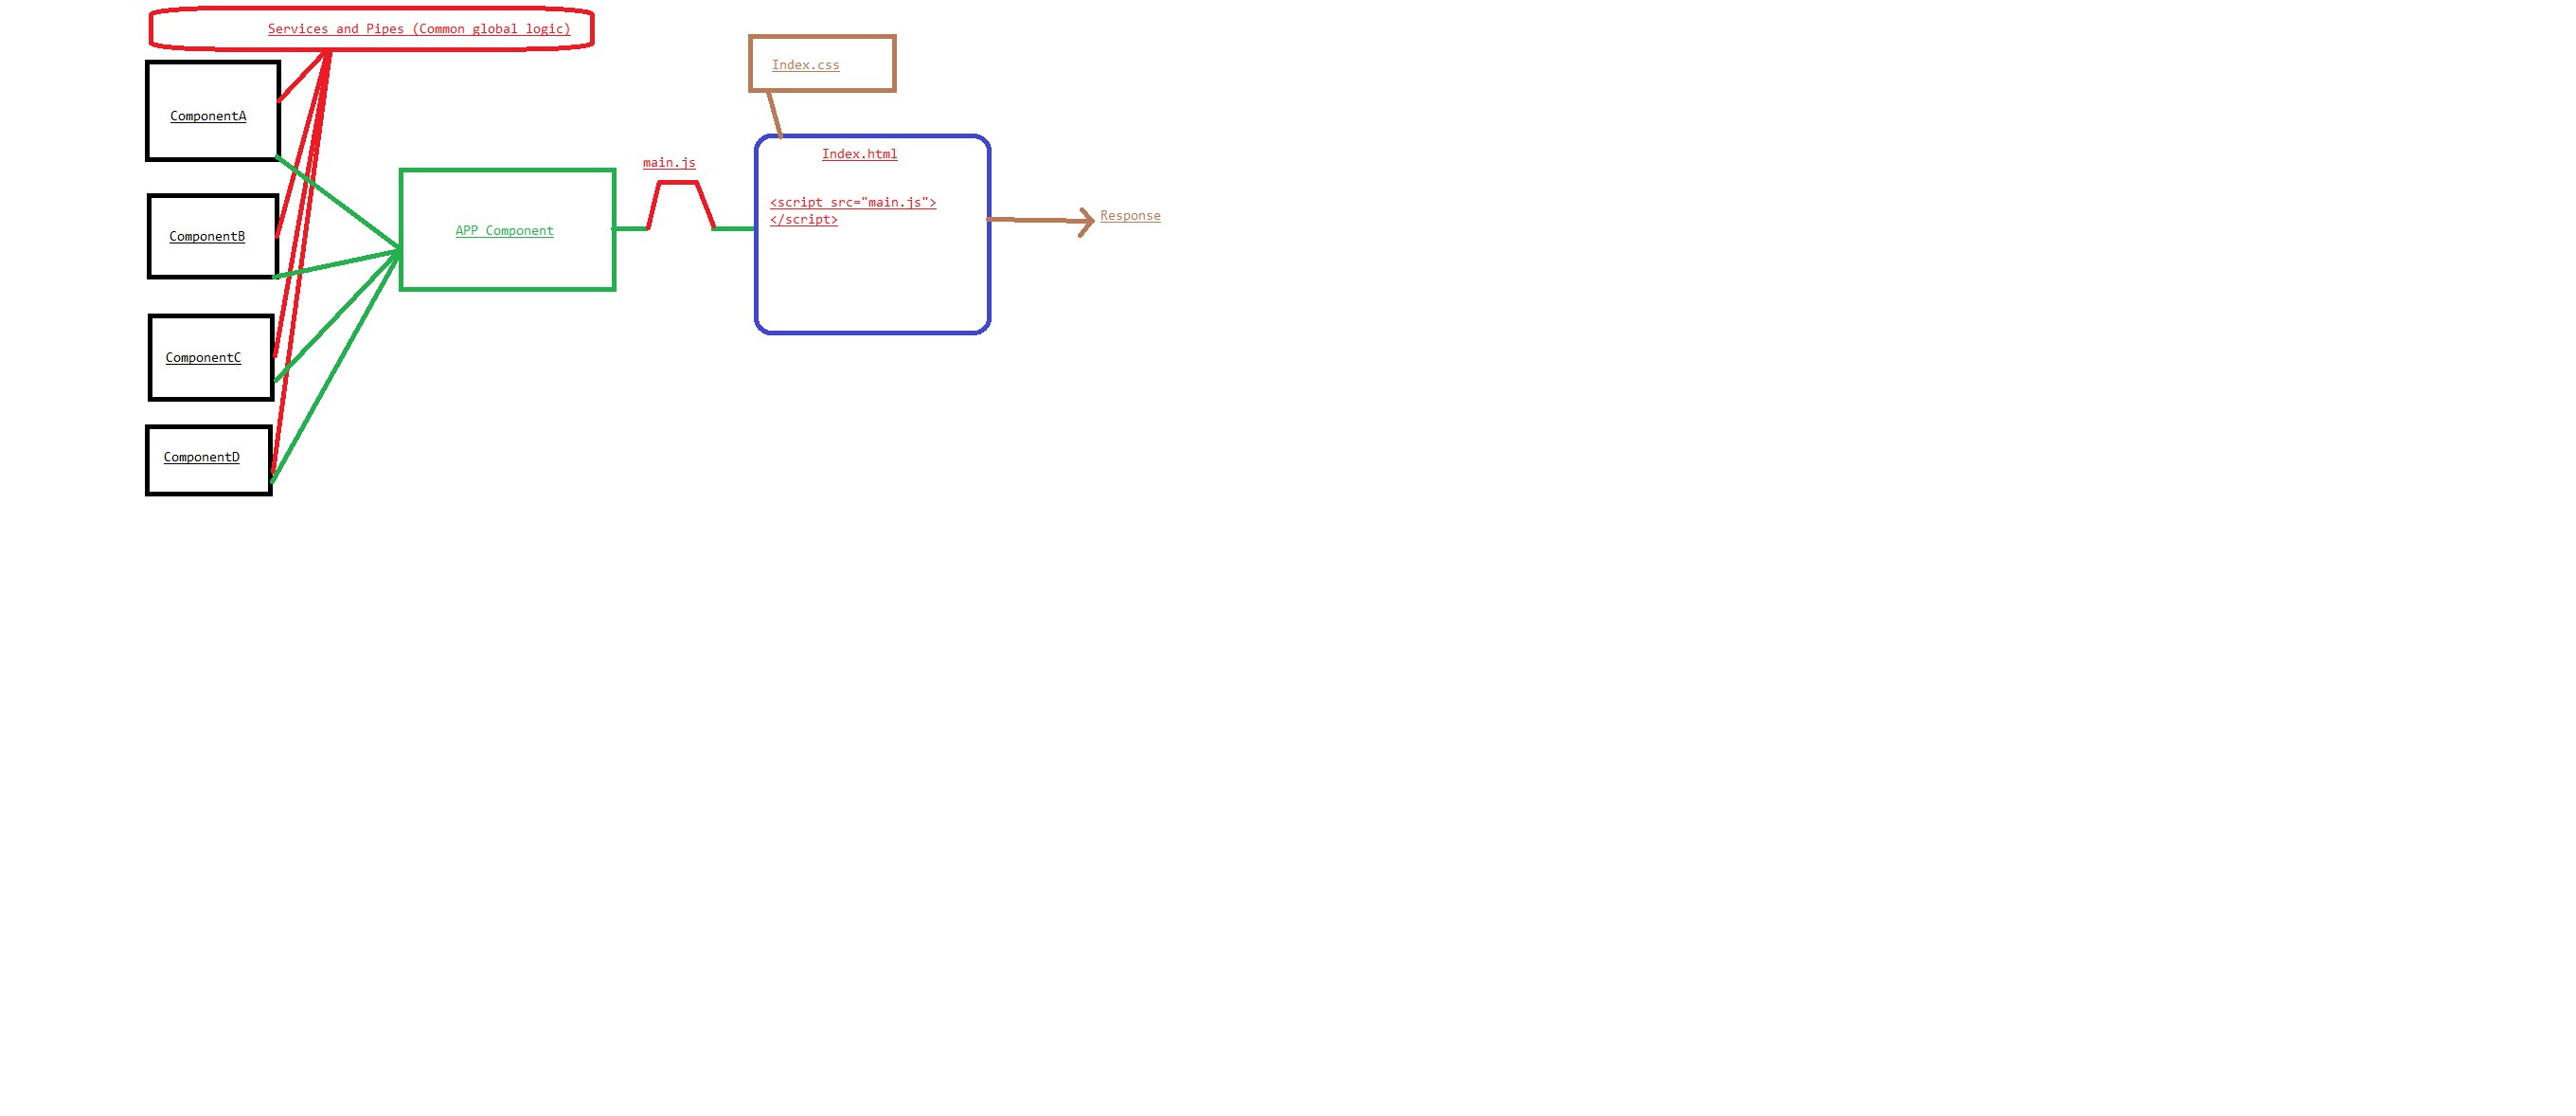 Services and Pipes (Common global logic)
ComponentA
ComponentB
ComponentC
ComponentD
APP Component
main.js
Index.css
Index.html
<script src="main.js">
</script>
Response